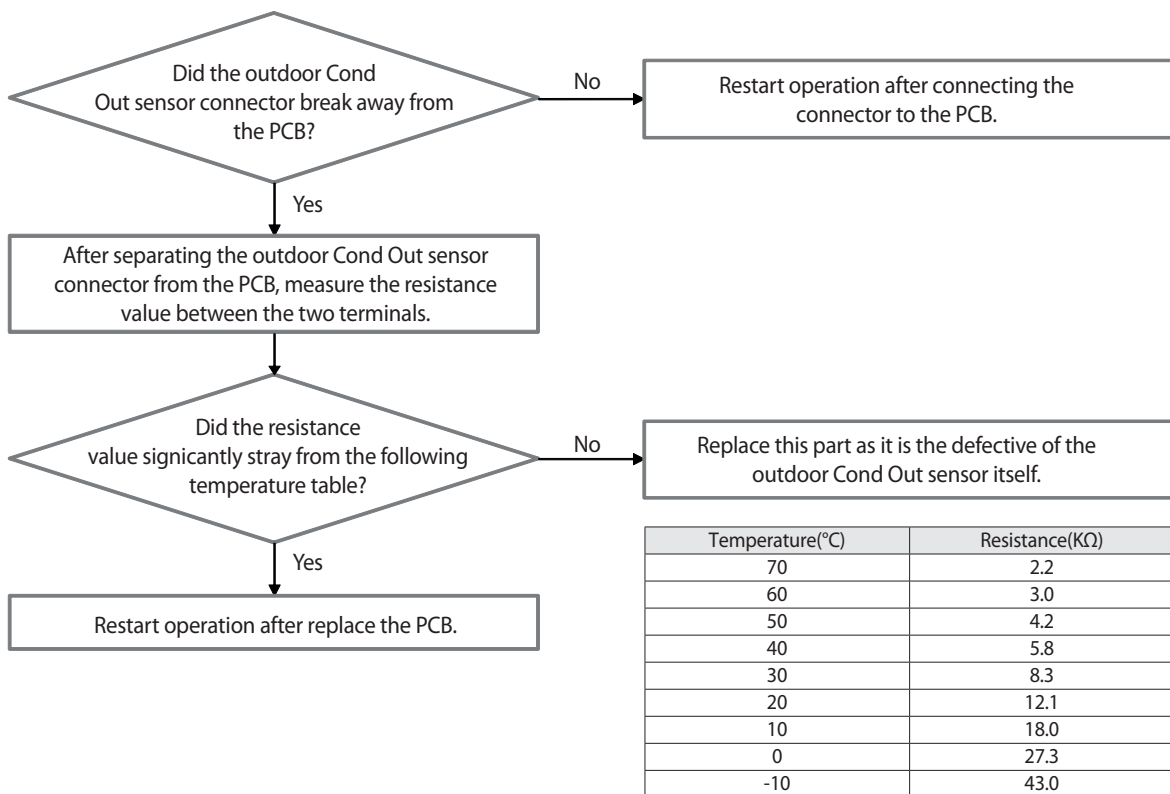 Did the outdoor Cond
Out sensor connector break away from
the PCB?
No
Restart operation after connecting the
connector to the PCB.
Yes
After separating the outdoor Cond Out sensor
connector from the PCB, measure the resistance
value between the two terminals.
Did the resistance
value signicantly stray from the following
temperature table?
No
Replace this part as it is the defective of the
outdoor Cond Out sensor itself.
Yes
Restart operation after replace the PCB.
Temperature(°C) Resistance(KΩ)
70 2.2
60 3.0
50 4.2
40 5.8
30 8.3
20 12.1
10 18.0
0 27.3
-10 43.0